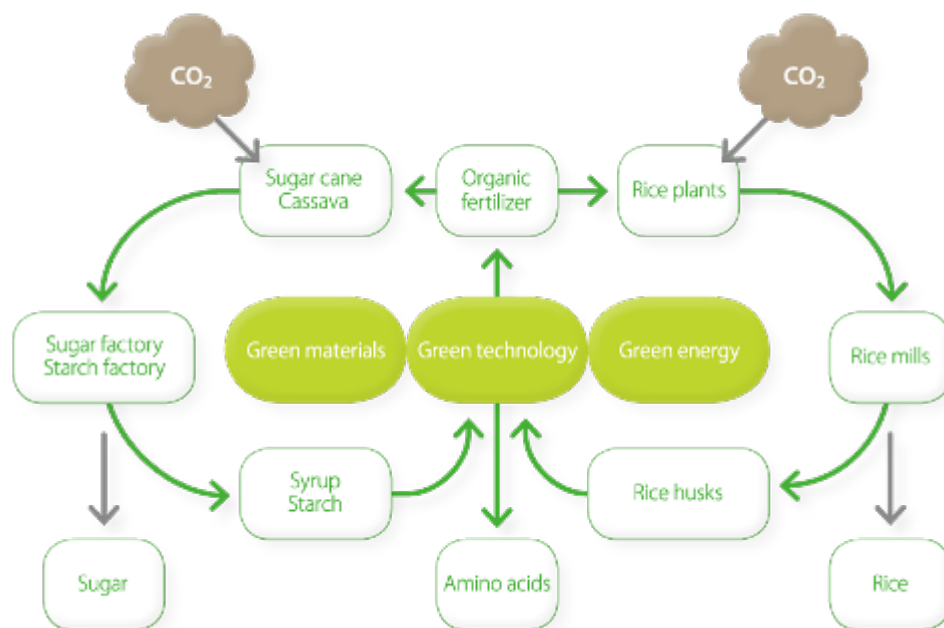 CO₂
CO₂
Sugar cane
Cassava
Organic
fertilizer
Rice plants
Sugar factory
Starch factory
Green materials
Green technology
Green energy
Rice mills
Syrup
Starch
Rice husks
Sugar
Amino acids
Rice